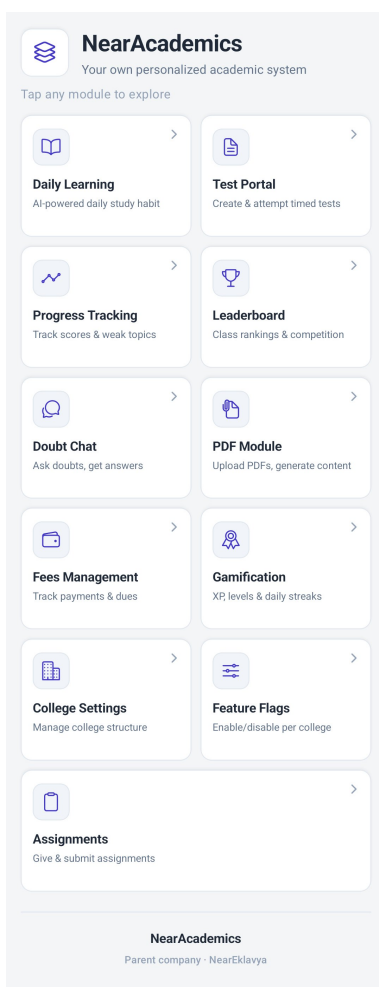 NearAcademics
Your own personalized academic system
Tap any module to explore
Daily Learning
AI-powered daily study habit
Test Portal
Create & attempt timed tests
Progress Tracking
Track scores & weak topics
Leaderboard
Class rankings & competition
Doubt Chat
Ask doubts, get answers
PDF Module
Upload PDFs, generate content
Fees Management
Track payments & dues
Gamification
XP, levels & daily streaks
College Settings
Manage college structure
Feature Flags
Enable/disable per college
Assignments
Give & submit assignments
NearAcademics
Parent company · NearEklavya